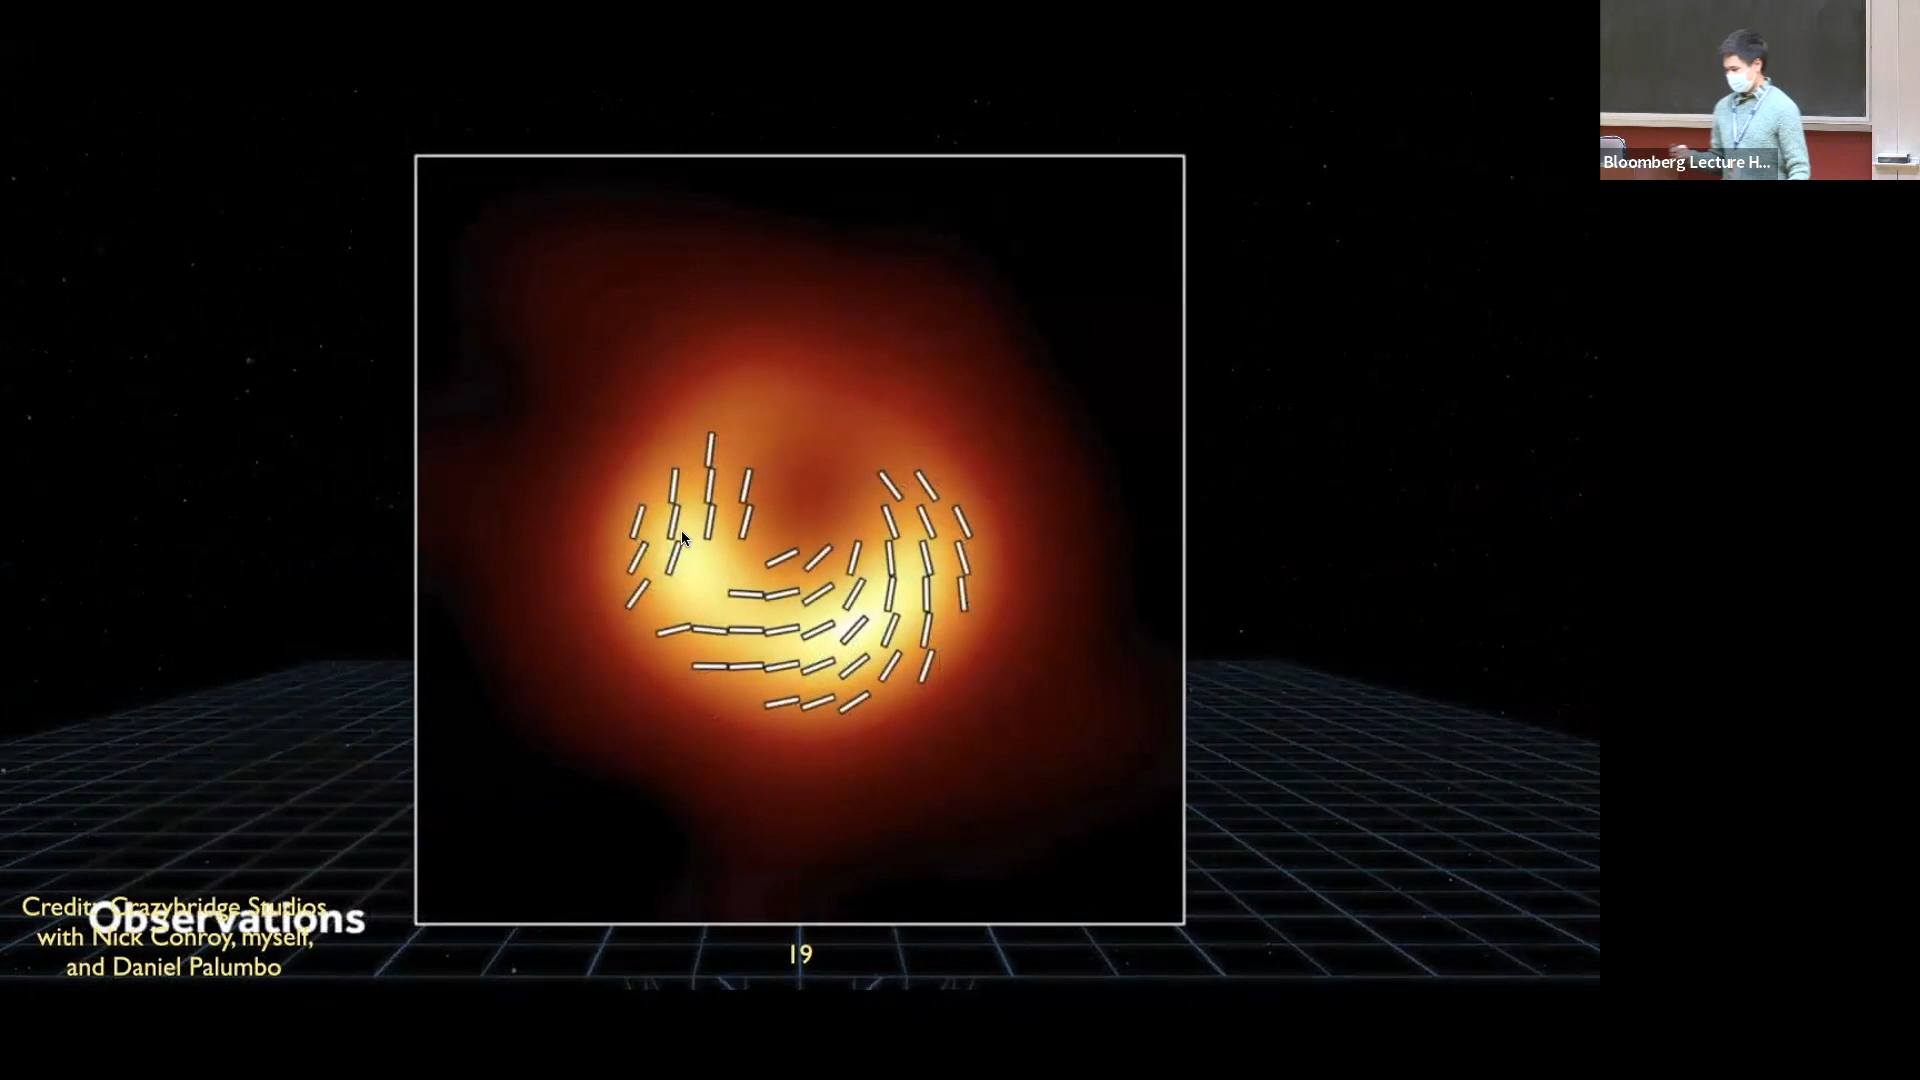 Bloomberg Lecture H...
Observations
Credit: Crazybridge Studios
with Nick Conroy, myself,
and Daniel Palumbo
19